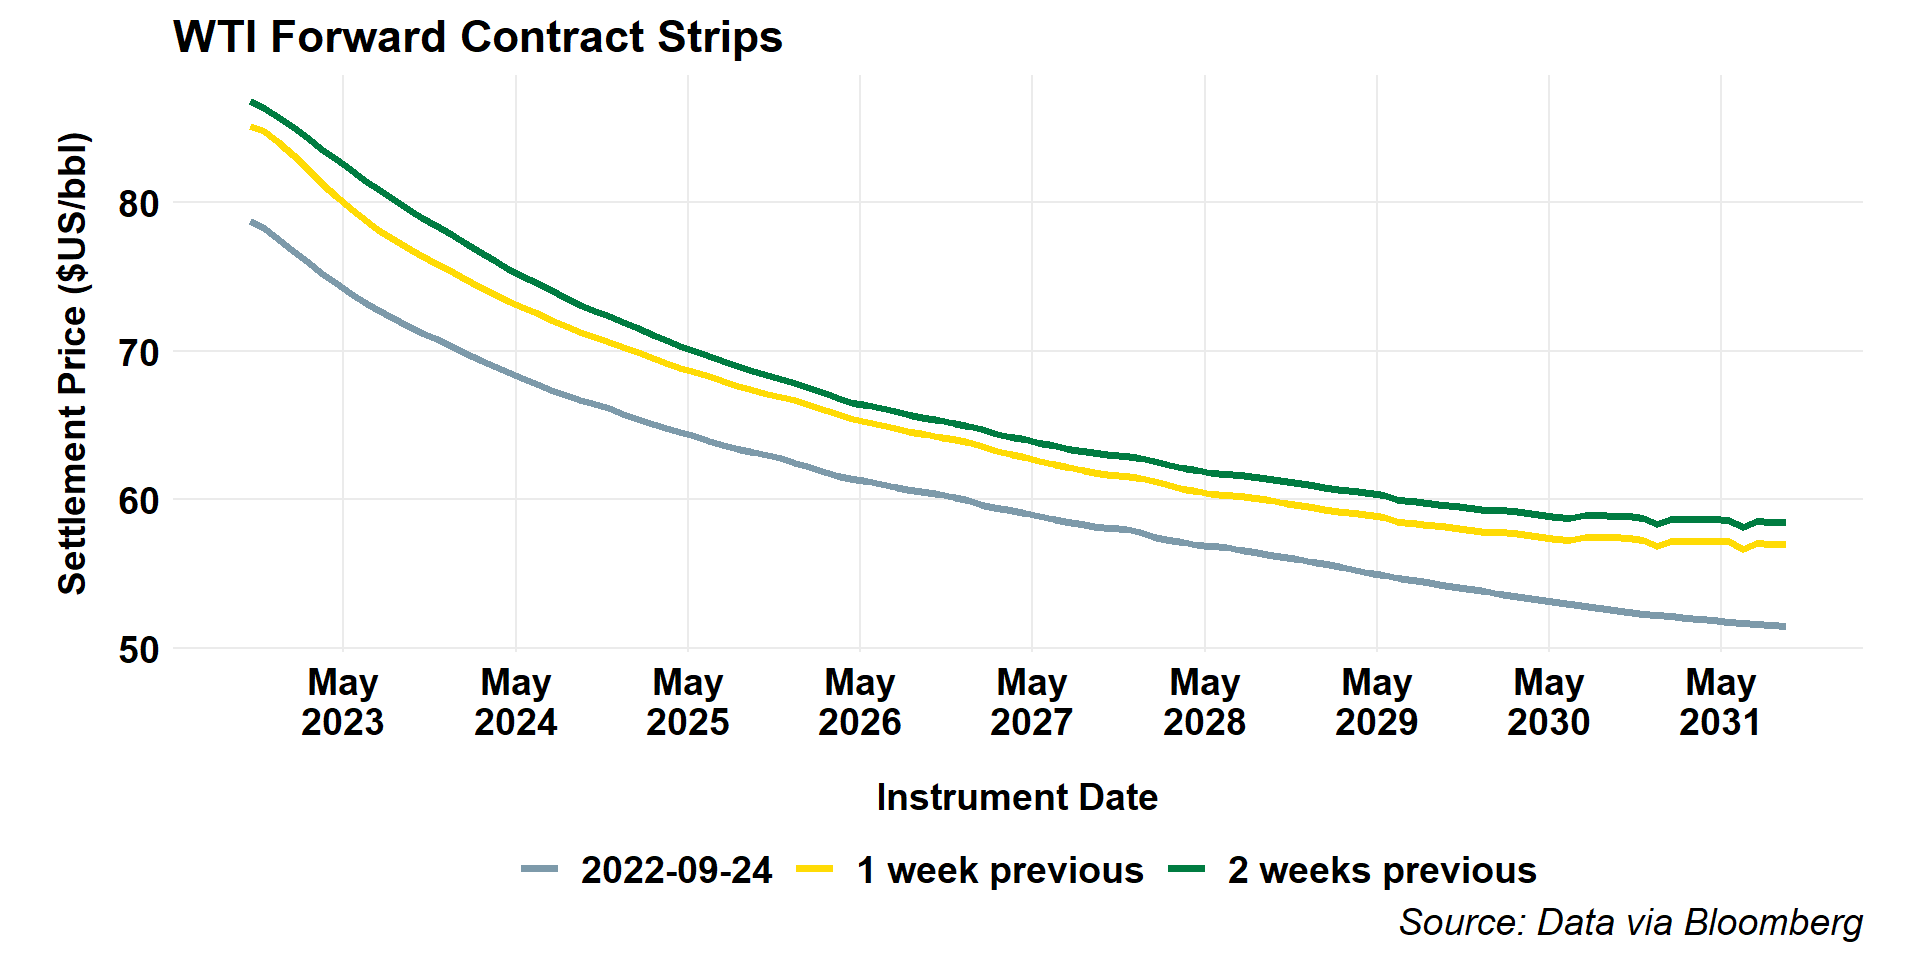 WTI Forward Contract Strips
Settlement Price ($US/bbl)
80
70
60
50
May
2023
May
2024
May
2025
May
2026
May
2027
May
2028
May
2029
May
2030
May
2031
Instrument Date
2022-09-24
1 week previous
2 weeks previous
Source: Data via Bloomberg